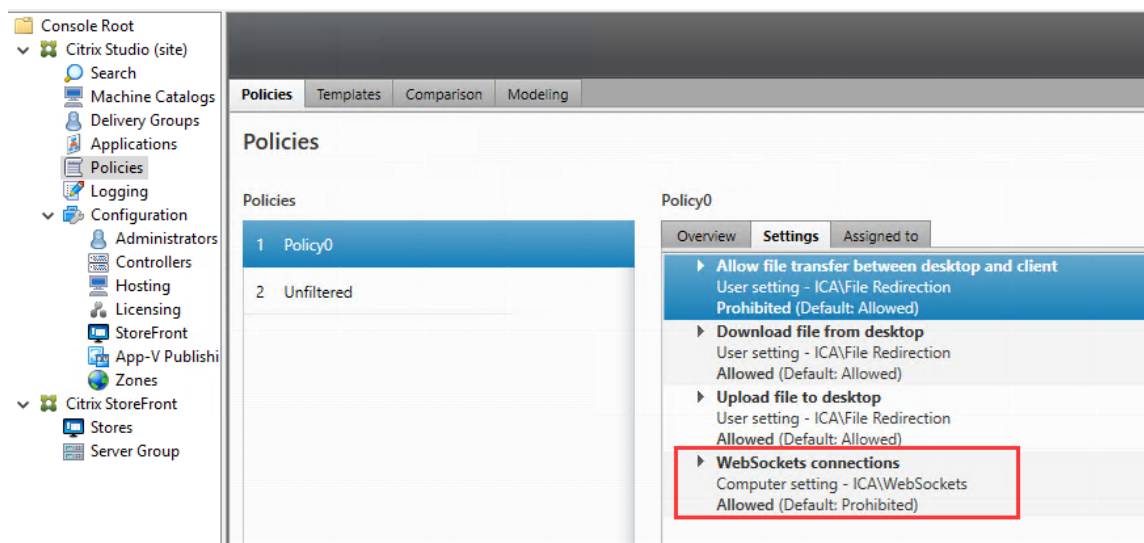 Console Root
Citrix Studio (site)
Search
Machine Catalogs
Delivery Groups
Applications
Policies
Logging
Configuration
Administrators
Controllers
Hosting
Licensing
StoreFront
App-V Publishi
Zones
Citrix StoreFront
Stores
Server Group
Policies Templates Comparison Modeling
Policies
Policies
1 Policy0
2 Unfiltered
Policy0
Overview Settings Assigned to
Allow file transfer between desktop and client
User setting - ICA\File Redirection
Prohibited (Default: Allowed)
Download file from desktop
User setting - ICA\File Redirection
Allowed (Default: Allowed)
Upload file to desktop
User setting - ICA\File Redirection
Allowed (Default: Allowed)
WebSockets connections
Computer setting - ICA\WebSockets
Allowed (Default: Prohibited)